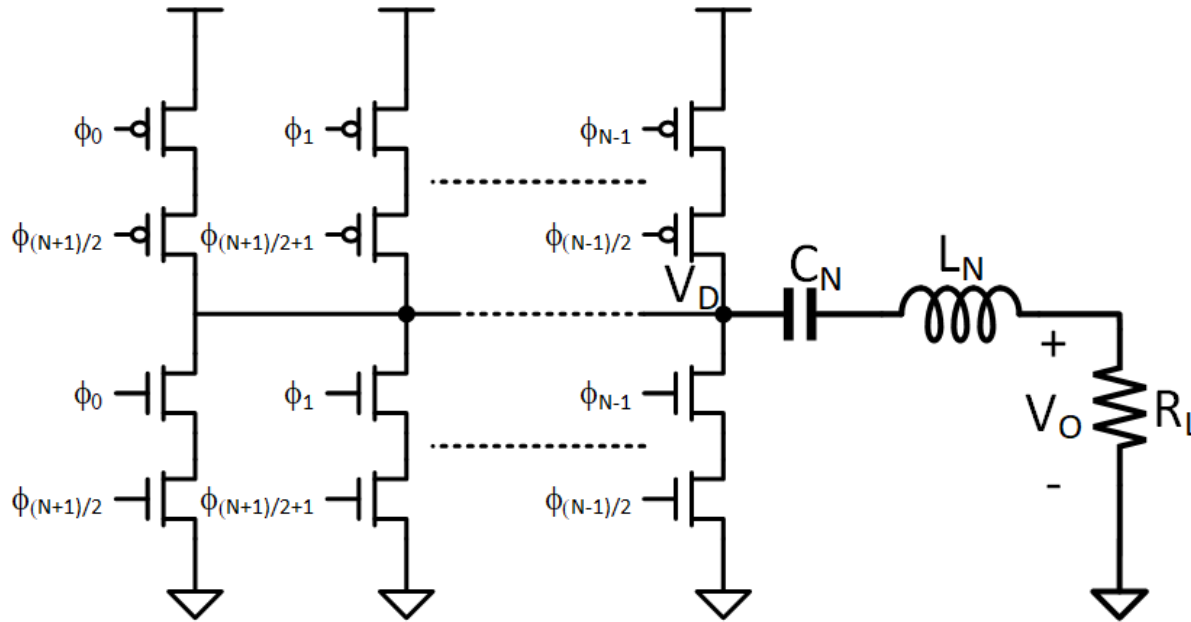 ϕ0 ϕ1 ϕN-1
ϕ(N+1)/2 ϕ(N+1)/2+1 ϕ(N-1)/2
VD CN LN
+
VO RL
-
ϕ0 ϕ1 ϕN-1
ϕ(N+1)/2 ϕ(N+1)/2+1 ϕ(N-1)/2